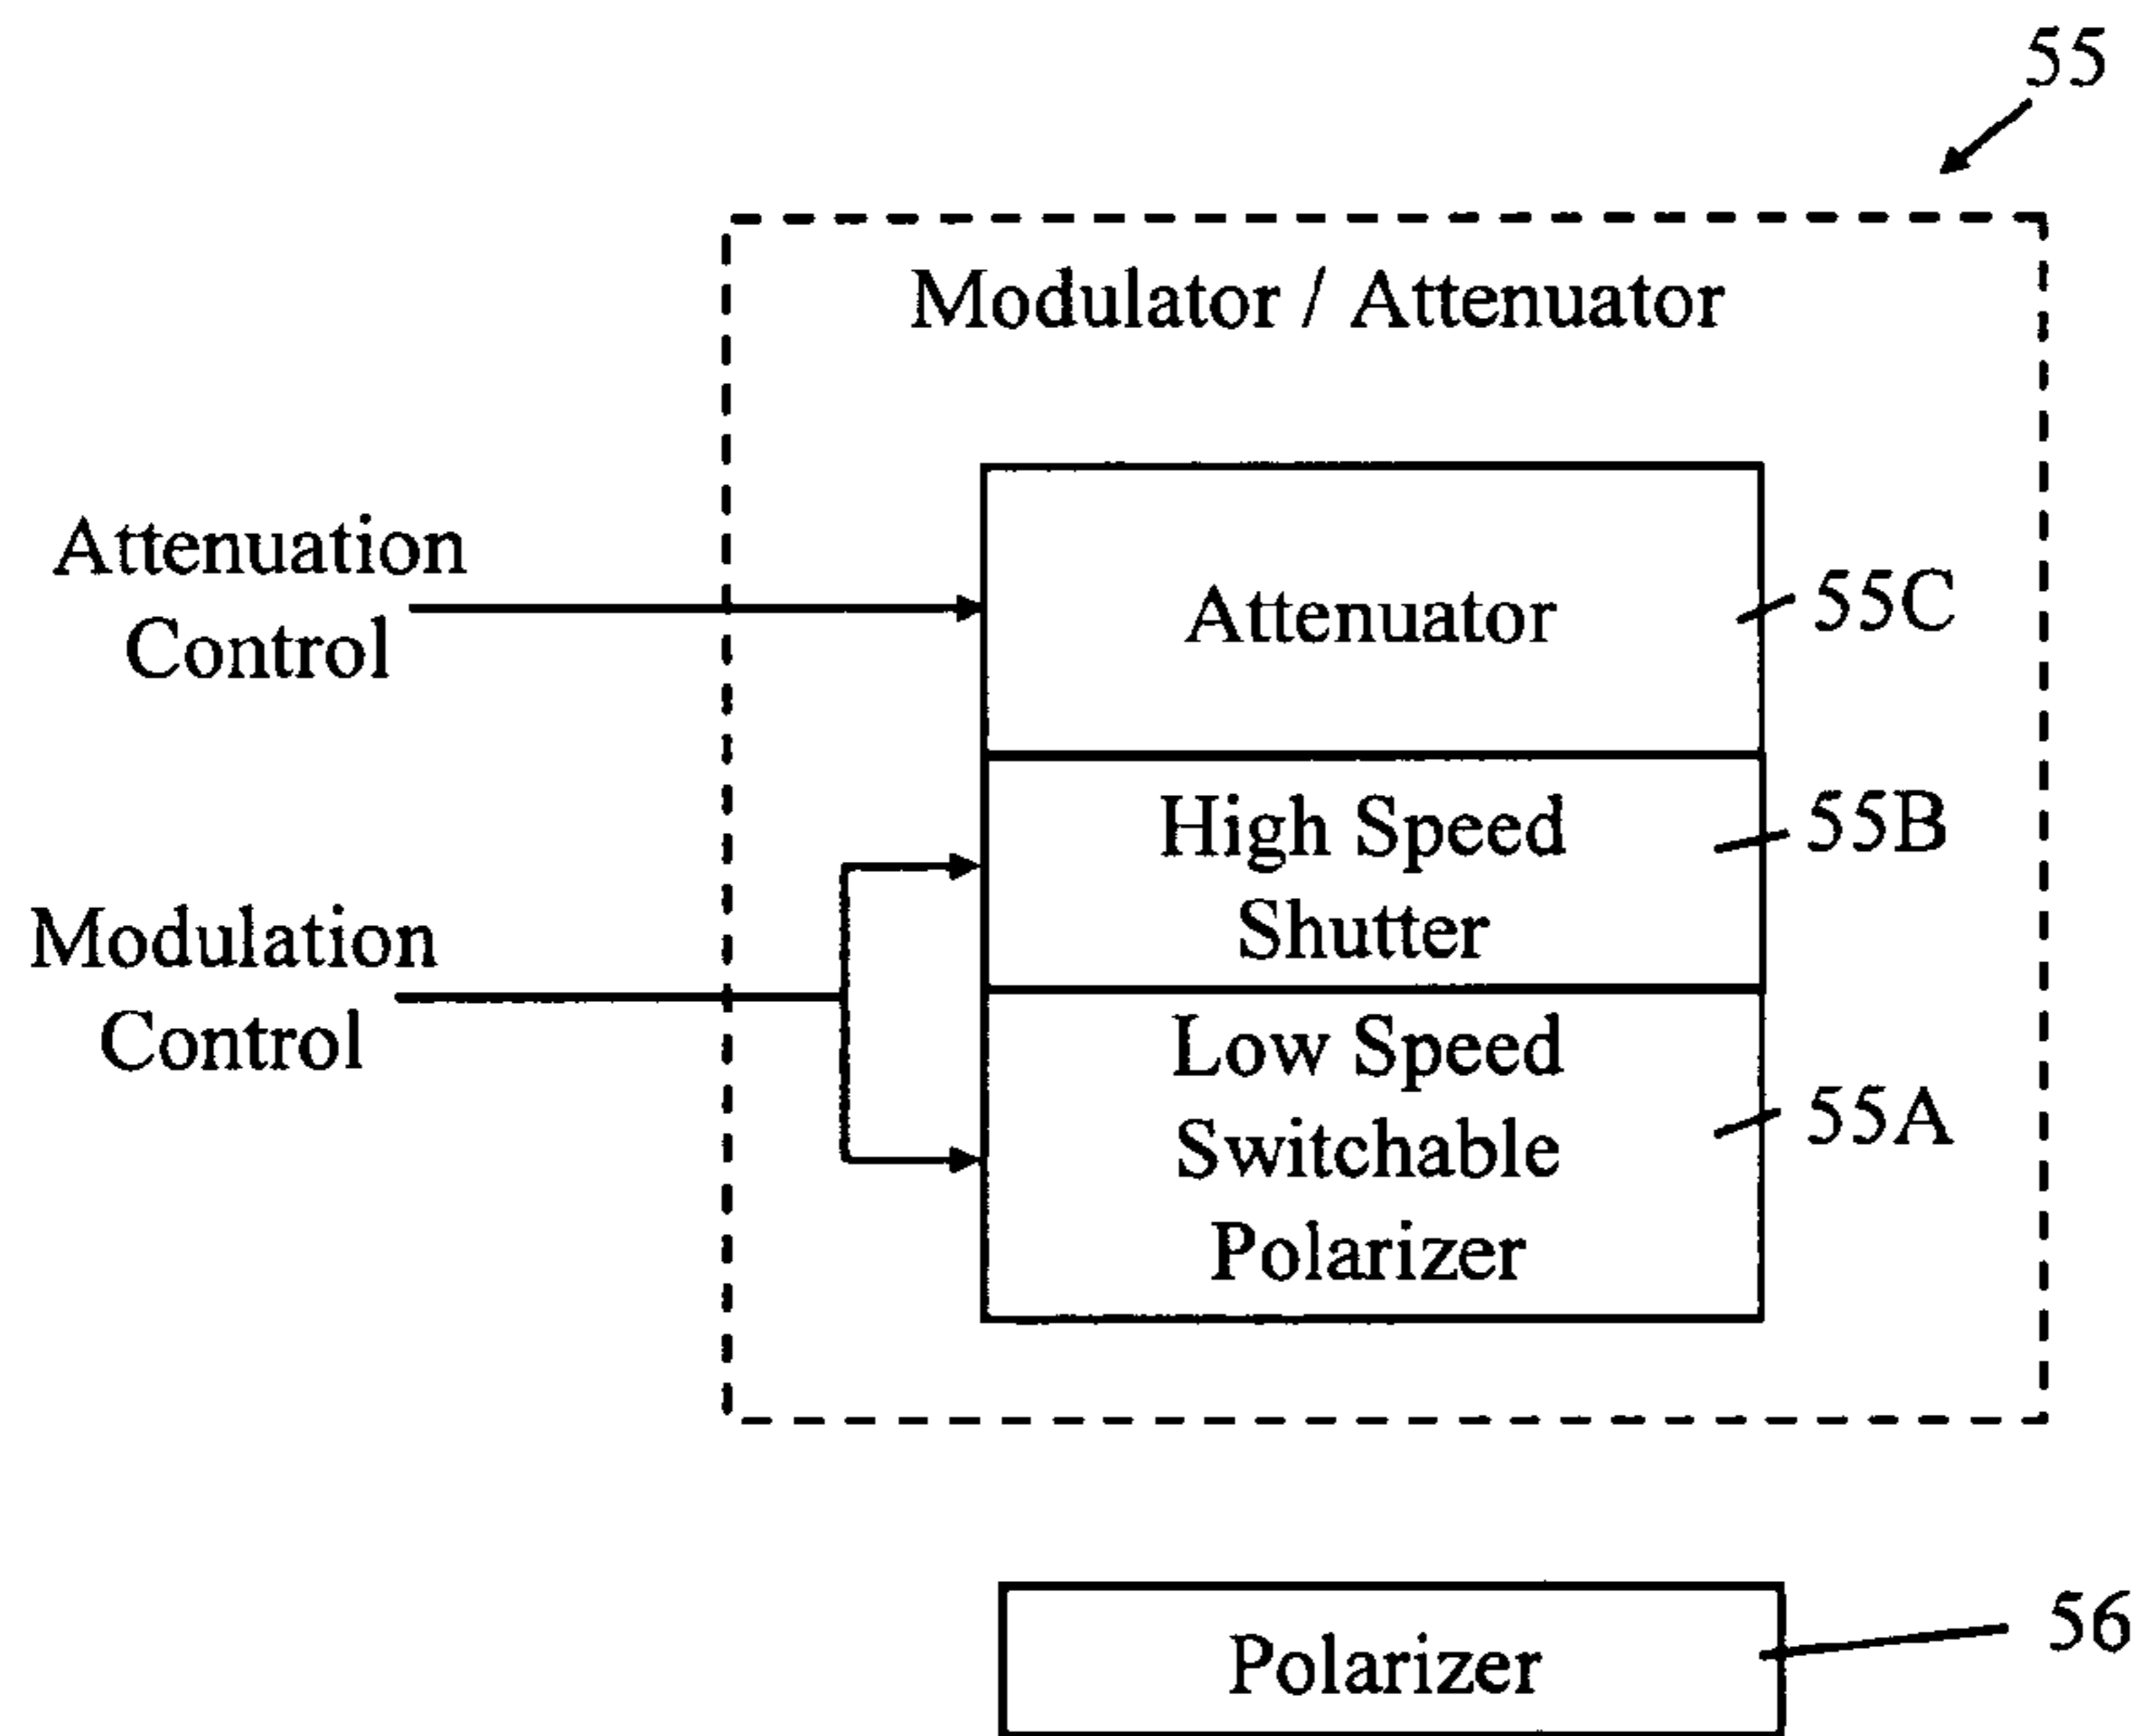 55
Modulator / Attenuator
Attenuation
Control
Attenuator
55C
High Speed
Shutter
55B
Modulation
Control
Low Speed
Switchable
Polarizer
55A
Polarizer
56